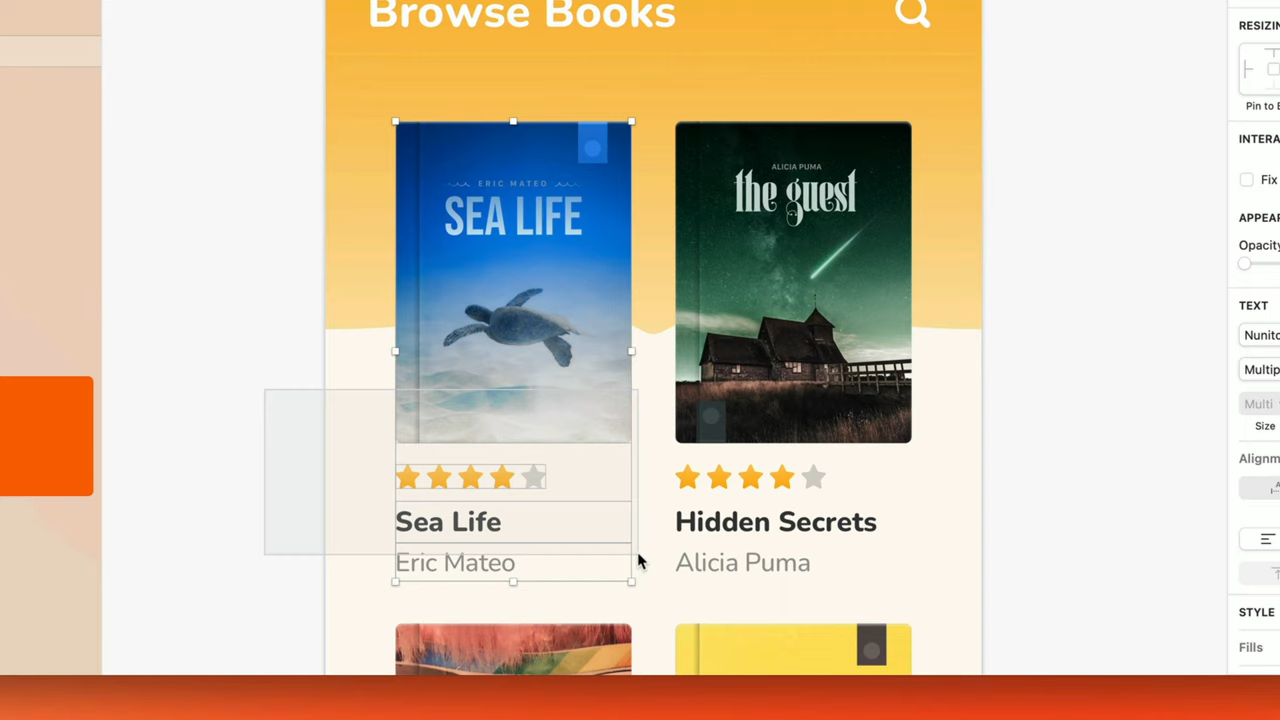 Browse Books
ERIC MATEO
SEA LIFE
ALICIA PUMA
the guest
Sea Life
Eric Mateo
Hidden Secrets
Alicia Puma
RESIZIN
Pin to E
INTERA
Fix
APPEAR
Opacity
TEXT
Nunito
Multip
Multi
Size
Alignm
STYLE
Fills